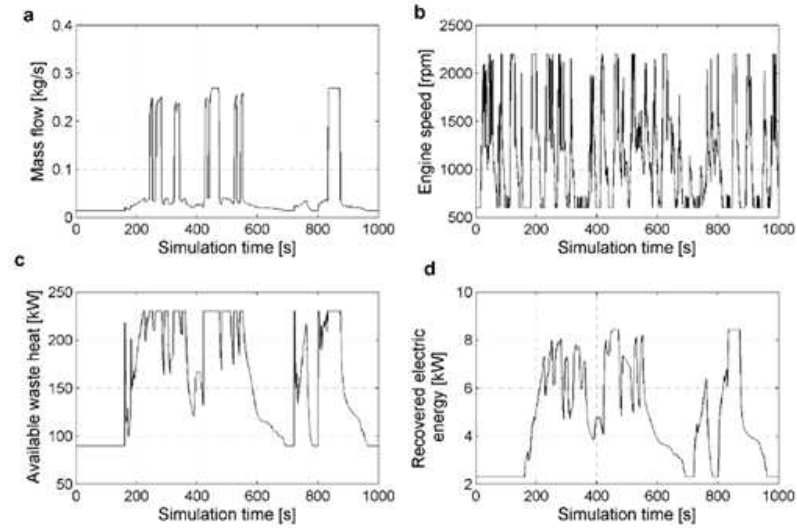 a
Mass flow [kg/s]
0.4
0.3
0.2
0.1
0
0 200 400 600 800 1000
Simulation time [s]
b
Engine speed [rpm]
2500
2000
1500
1000
500
0 200 400 600 800 1000
Simulation time [s]
c
Available waste heat [kW]
250
200
150
100
50
0 200 400 600 800 1000
Simulation time [s]
d
Recovered electric
energy [kW]
10
8
6
4
2
0 200 400 600 800 1000
Simulation time [s]